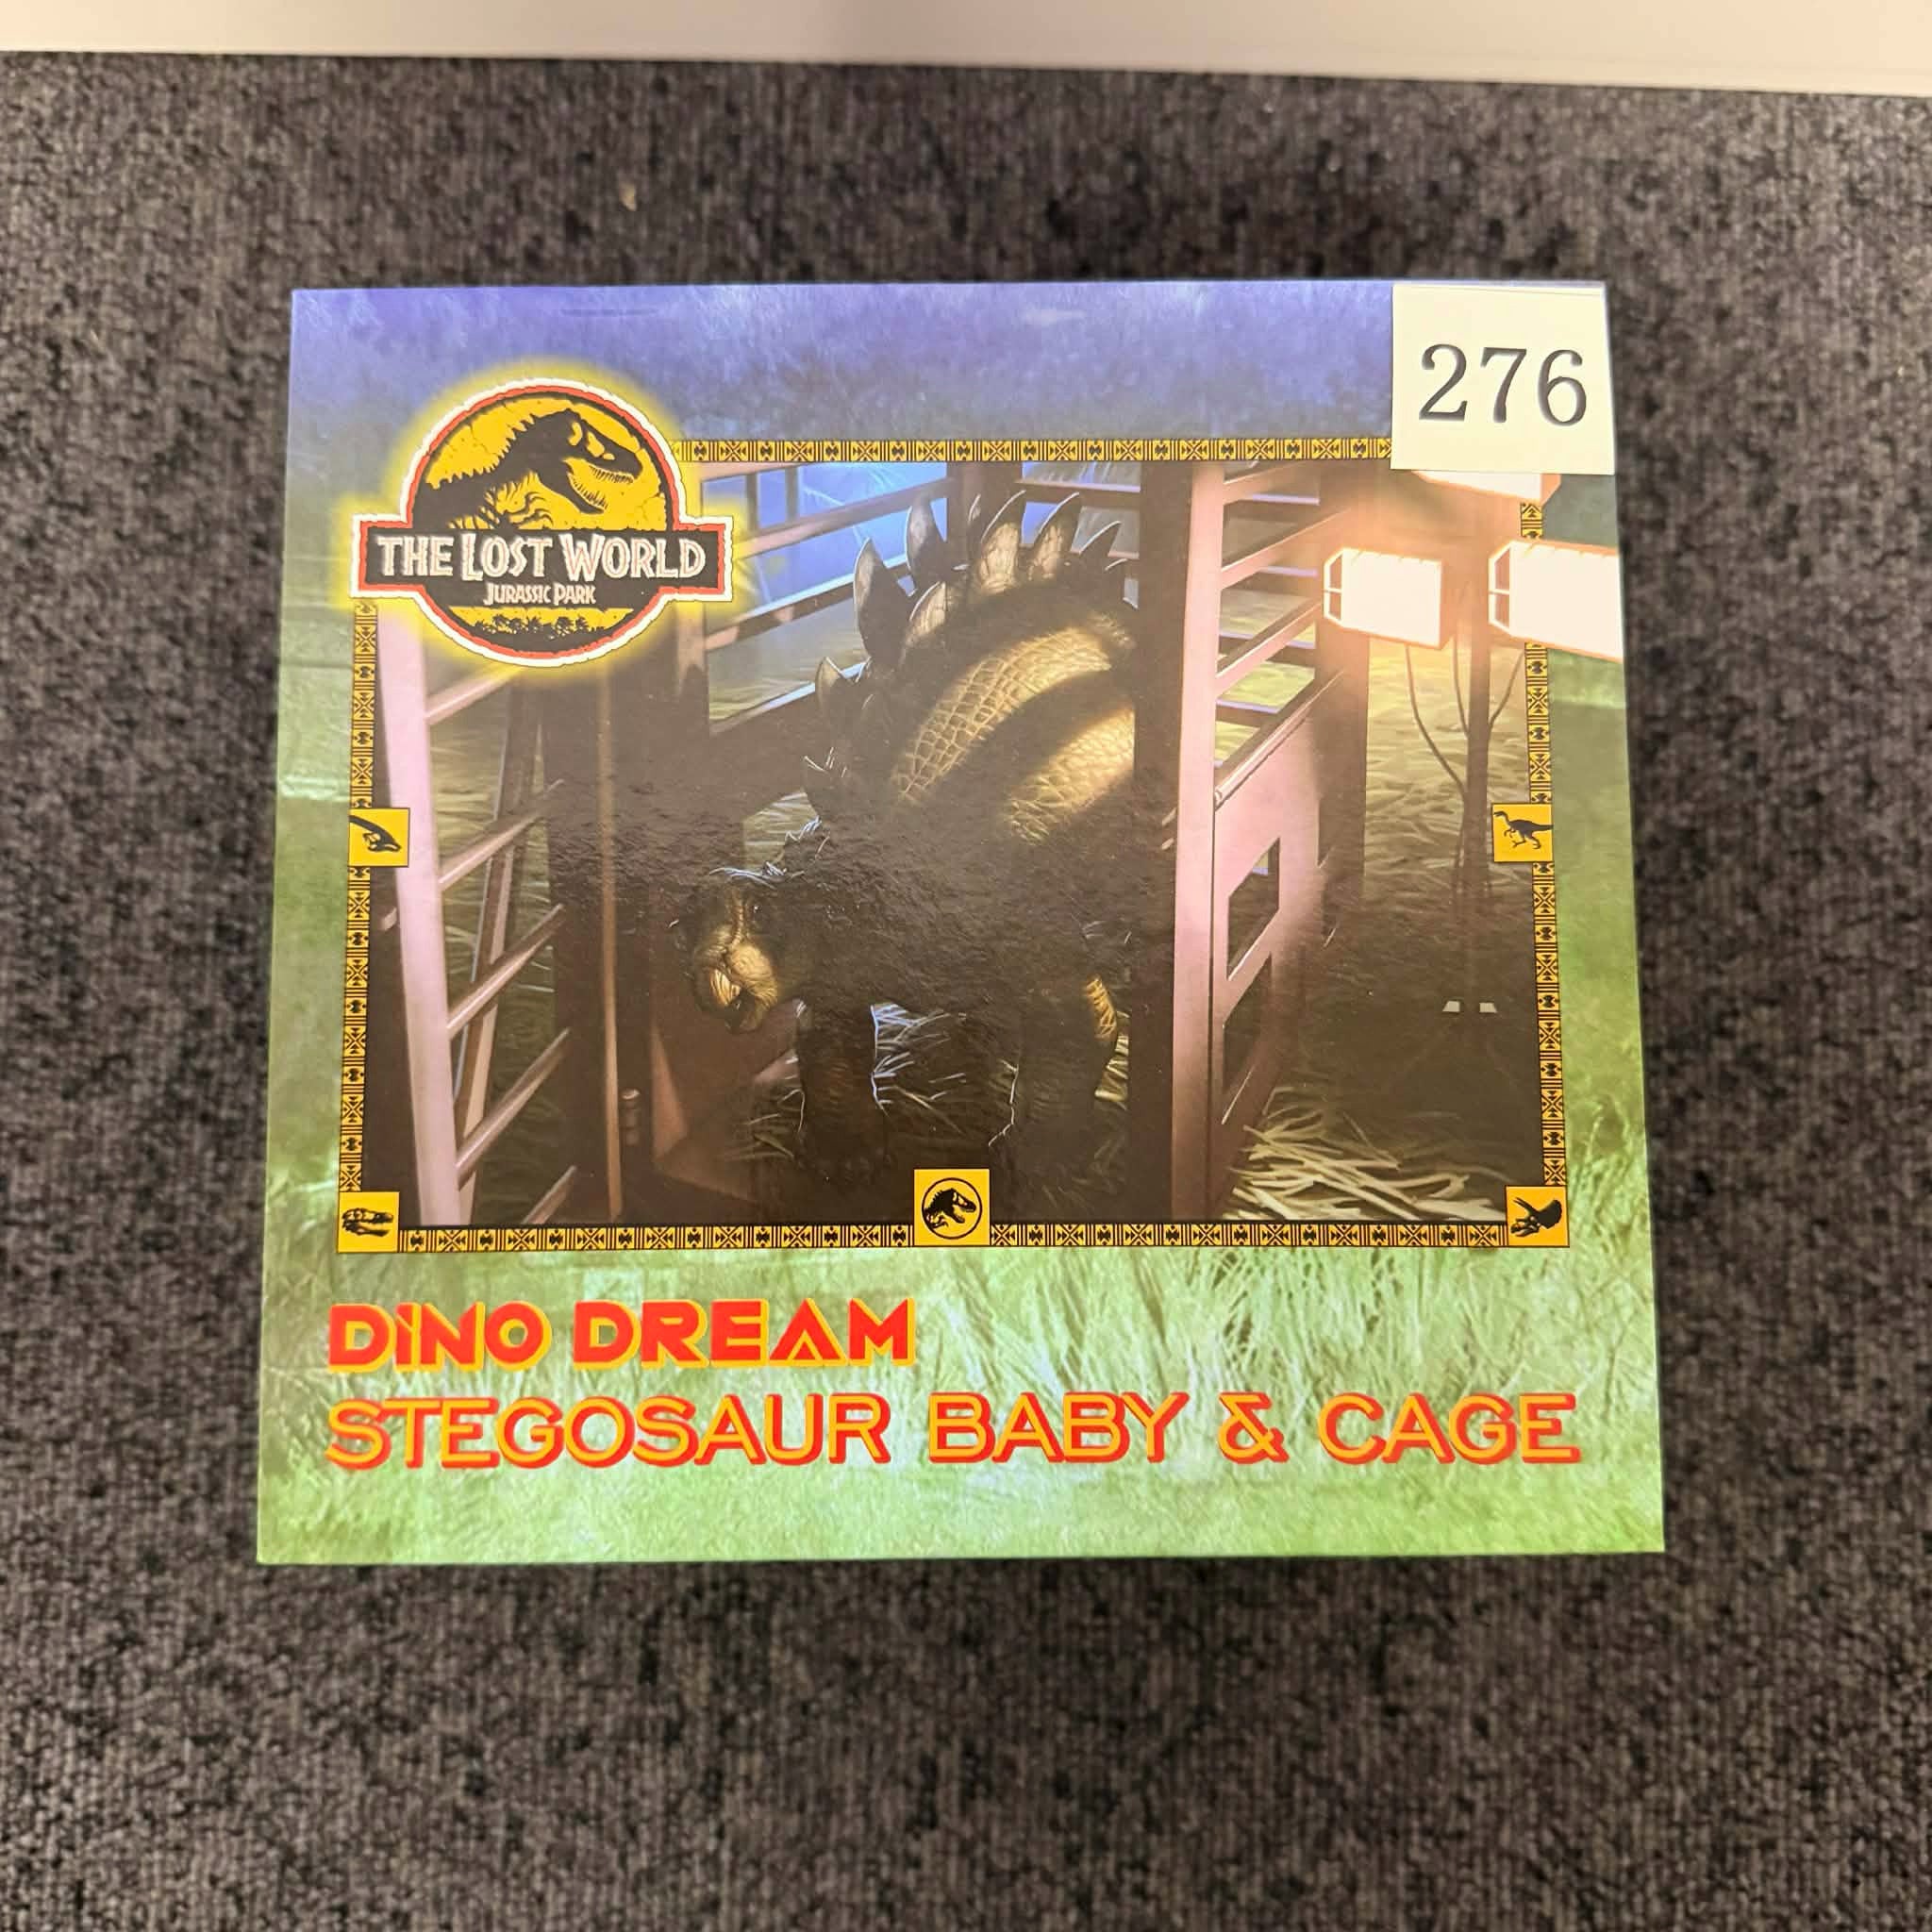 276
THE LOST WORLD
JURASSIC PARK
DINO DREAM
STEGOSAUR BABY & CAGE